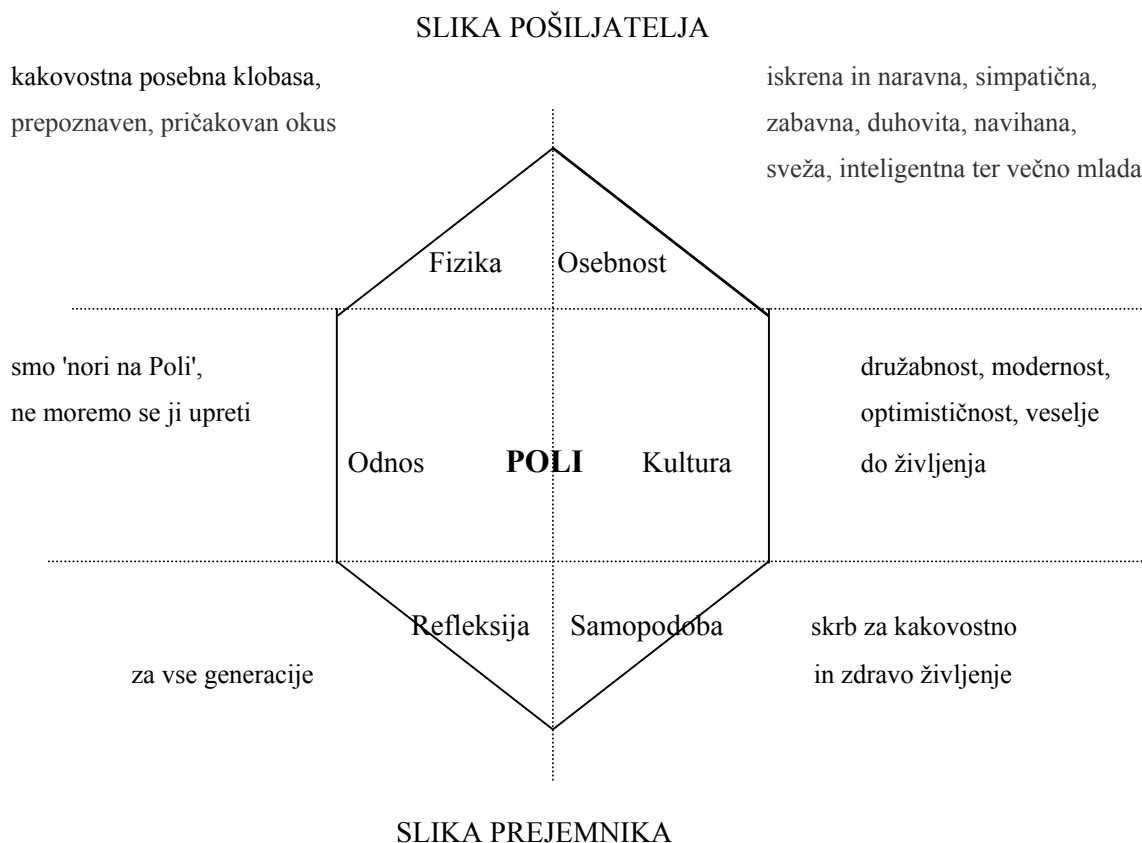 SLIKA POŠILJATELJA
kakovostna posebna klobasa,
prepoznaven, pričakovan okus
iskrena in naravna, simpatična,
zabavna, duhovita, navihana,
sveža, inteligentna ter večno mlada
Fizika
Osebnost
smo 'nori na Poli',
ne moremo se ji upreti
družabnost, modernost,
optimističnost, veselje
do življenja
Odnos
POLI
Kultura
Refleksija
Samopodoba
za vse generacije
skrb za kakovostno
in zdravo življenje
SLIKA PREJEMNIKA